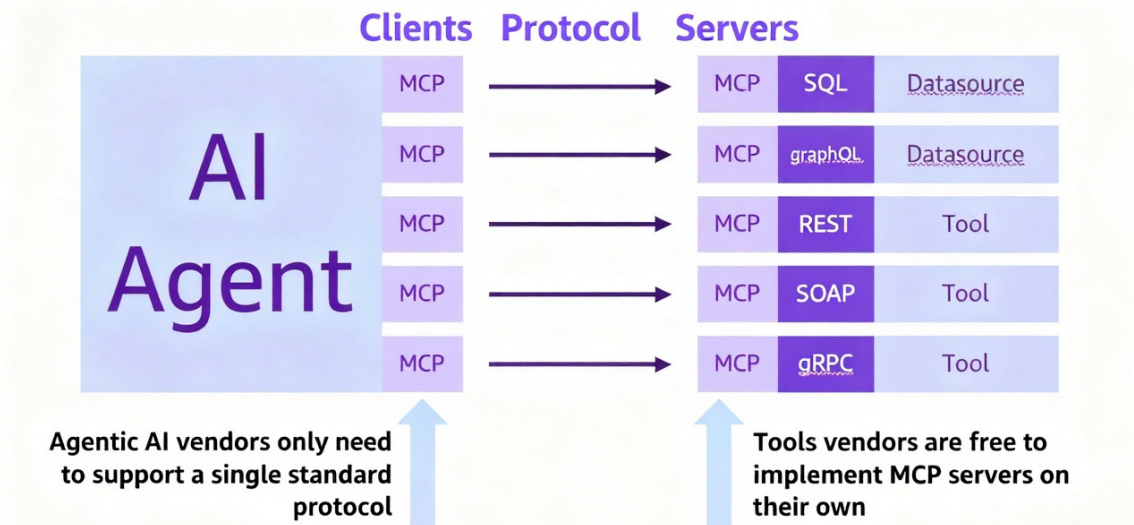 Clients Protocol Servers
AI
Agent
MCP MCP SQL Datasource
MCP MCP graphQL Datasource
MCP MCP REST Tool
MCP MCP SOAP Tool
MCP MCP gRPC Tool
Agentic AI vendors only need
to support a single standard
protocol
Tools vendors are free to
implement MCP servers on
their own